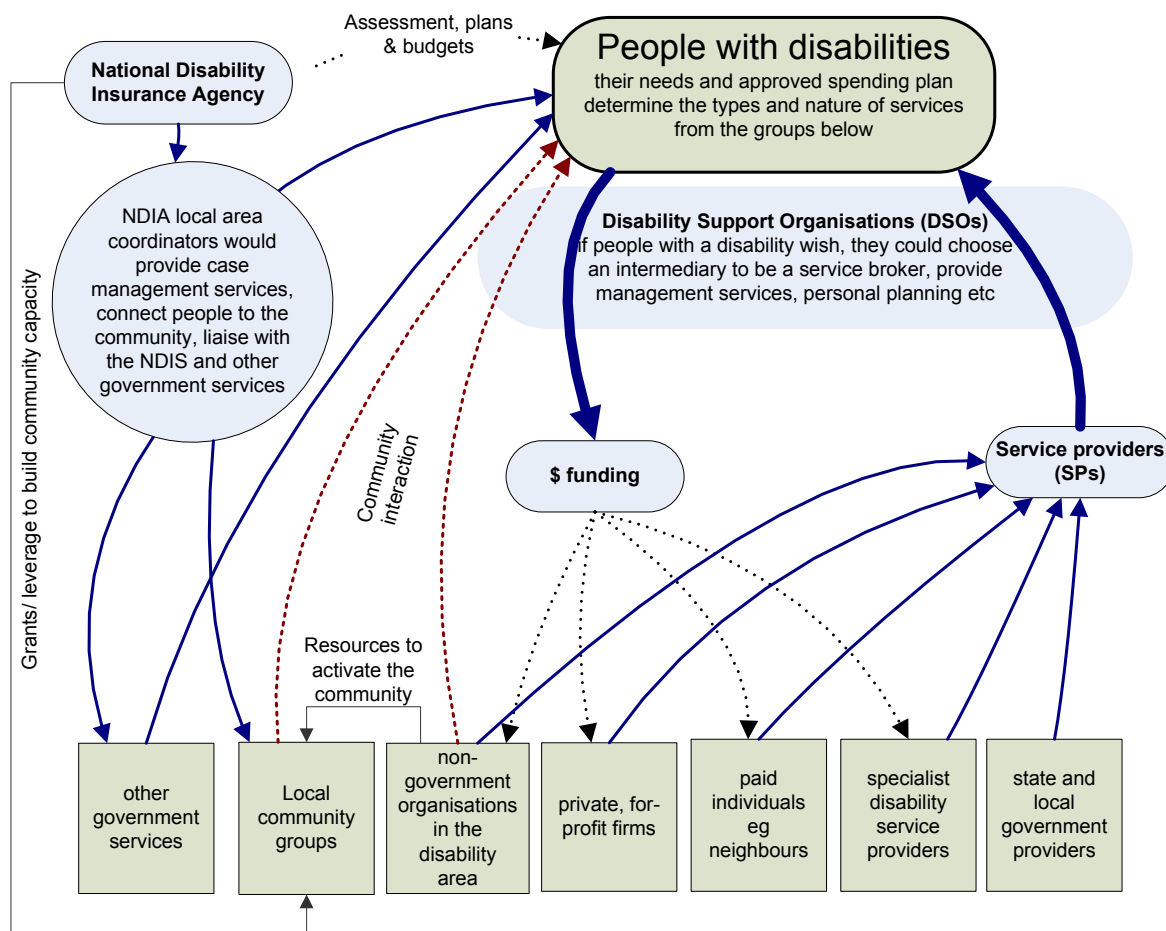 Assessment, plans
& budgets
National Disability
Insurance Agency
People with disabilities
their needs and approved spending plan
determine the types and nature of services
from the groups below
NDIA local area
coordinators would
provide case
management services,
connect people to the
community, liaise with
the NDIS and other
government services
Disability Support Organisations (DSOs)
if people with a disability wish, they could choose
an intermediary to be a service broker, provide
management services, personal planning etc
Grants/ leverage to build community capacity
Community
interaction
$ funding
Service providers
(SPs)
Resources to
activate the
community
other
government
services
Local
community
groups
non-
government
organisations
in the
disability
area
private, for-
profit firms
paid
individuals
eg
neighbours
specialist
disability
service
providers
state and
local
government
providers